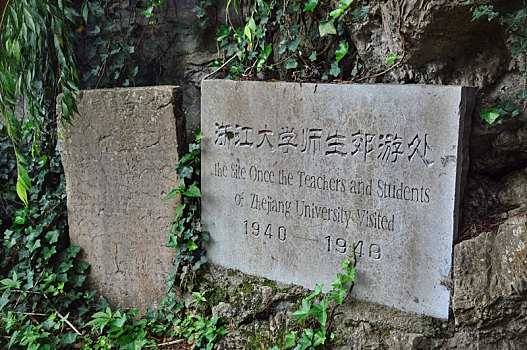 浙江大学师生郊游处
the Site Once the Teachers and Students
of Zhejiang University Visited
1940 — 1948